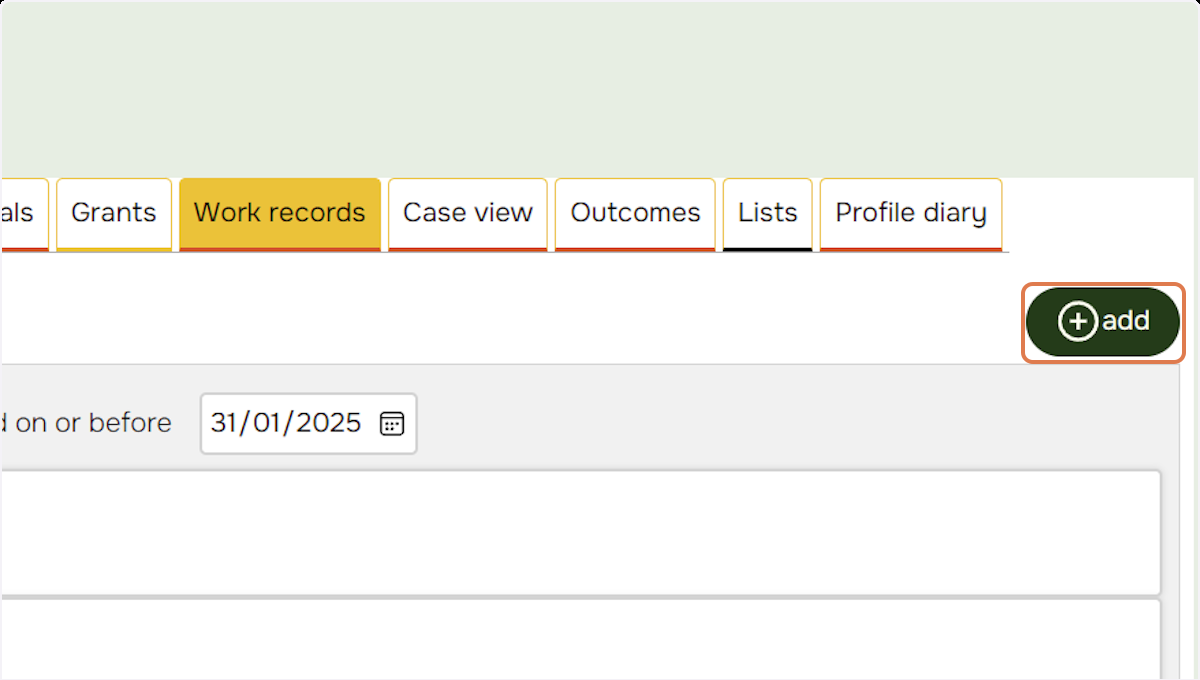 als Grants Work records Case view Outcomes Lists Profile diary
add
on or before 31/01/2025